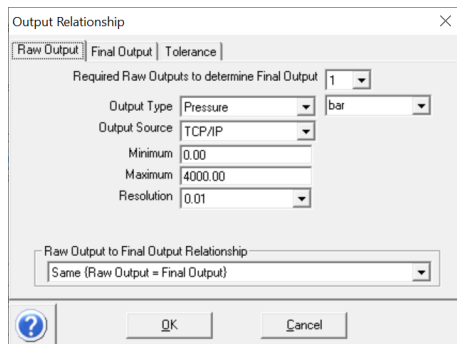 Output Relationship
Raw Output Final Output Tolerance
Required Raw Outputs to determine Final Output 1
Output Type Pressure bar
Output Source TCP/IP
Minimum 0.00
Maximum 4000.00
Resolution 0.01
Raw Output to Final Output Relationship
Same {Raw Output = Final Output}
? OK Cancel